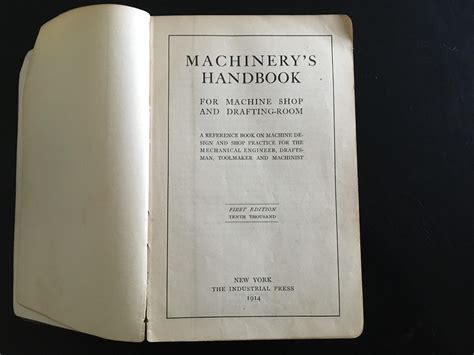 MACHINERY'S
HANDBOOK
FOR MACHINE SHOP
AND DRAFTING-ROOM
A REFERENCE BOOK ON MACHINE DE-
SIGN AND SHOP PRACTICE FOR THE
MECHANICAL ENGINEER, DRAFTS-
MAN, TOOLMAKER AND MACHINIST
FIRST EDITION
TENTH THOUSAND
NEW YORK
THE INDUSTRIAL PRESS
1914